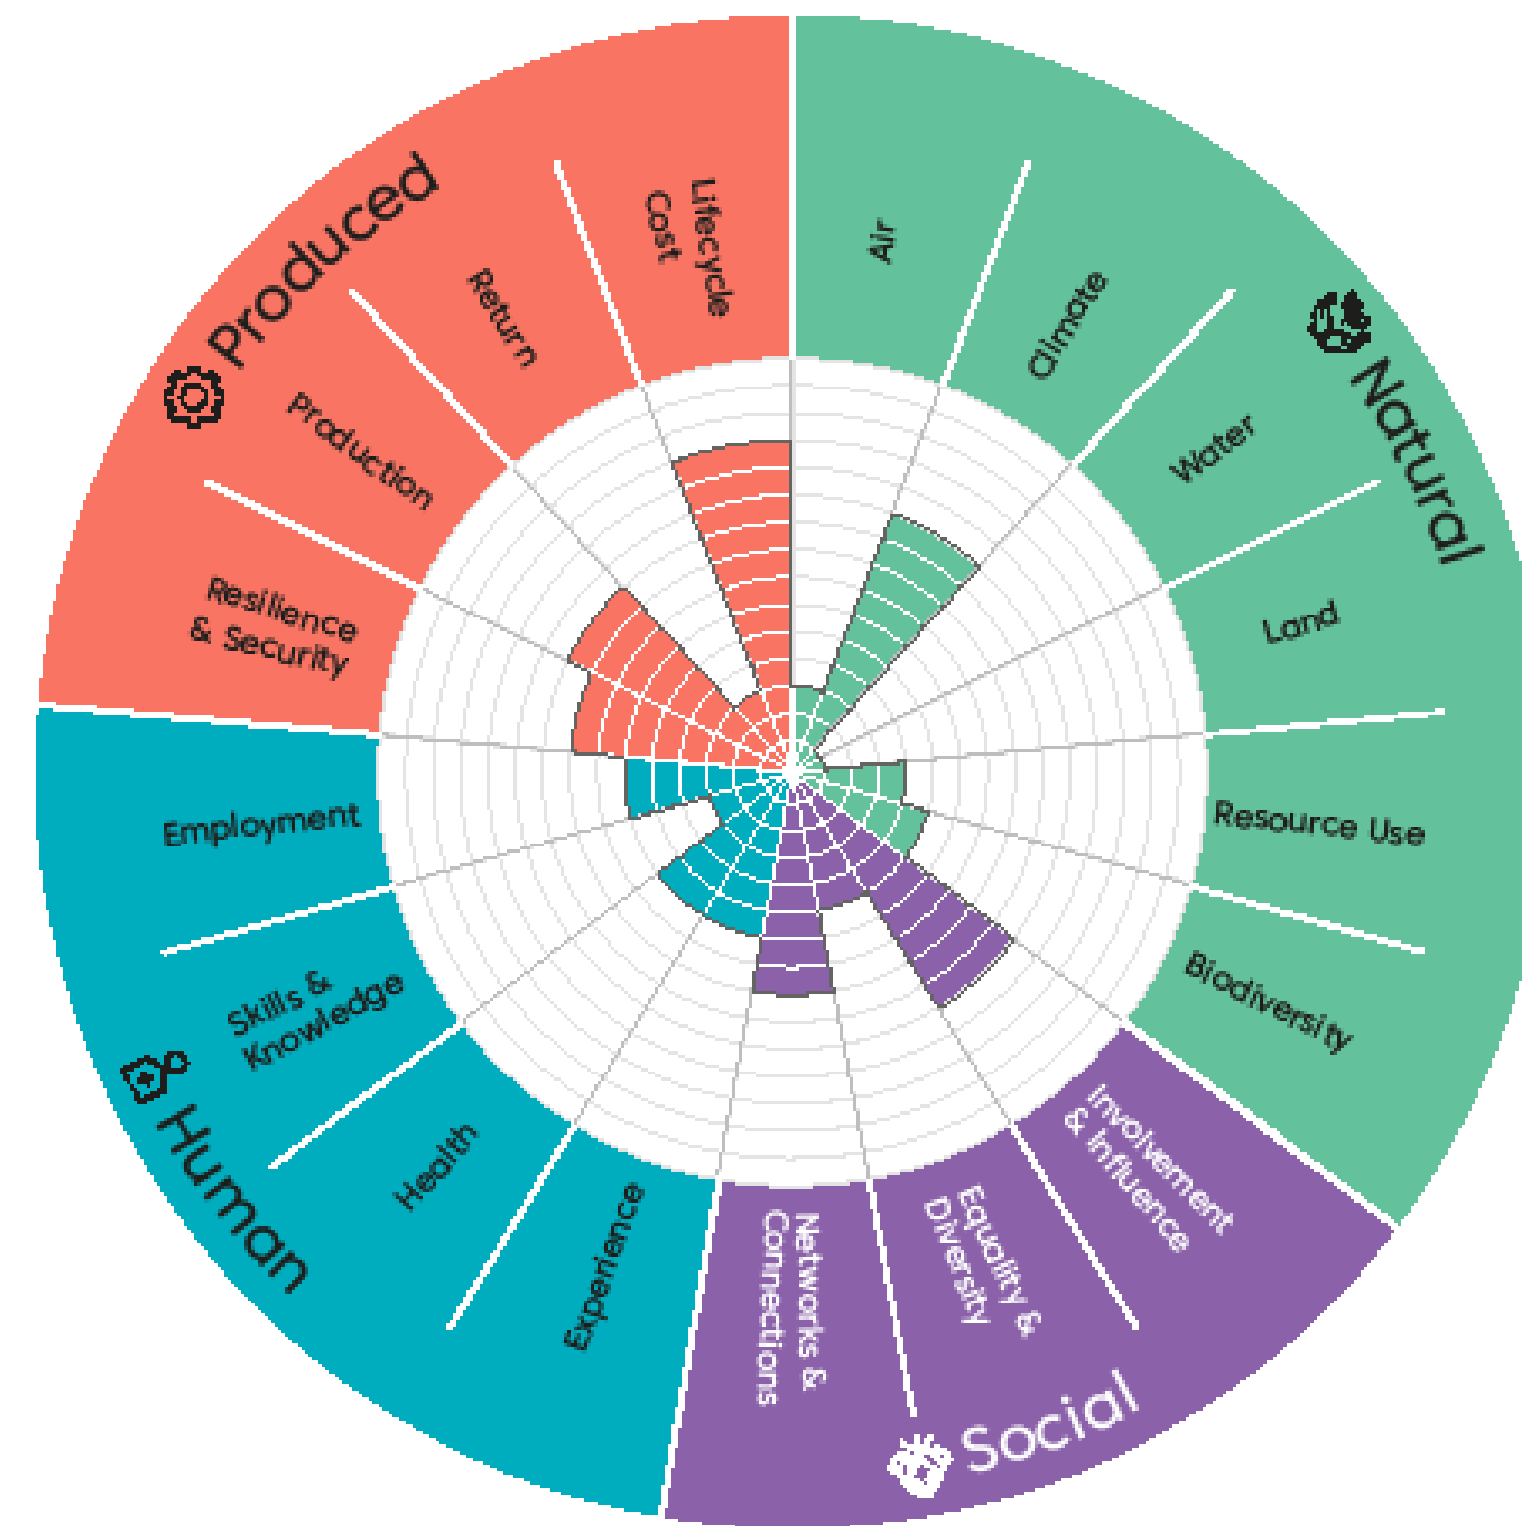 Natural
Air
Climate
Water
Land
Resource Use
Biodiversity
Social
Involvement
& Influence
Equality &
Diversity
Networks &
Connections
Human
Experience
Health
Skills &
Knowledge
Employment
Produced
Resilience
& Security
Production
Return
Lifecycle
Cost